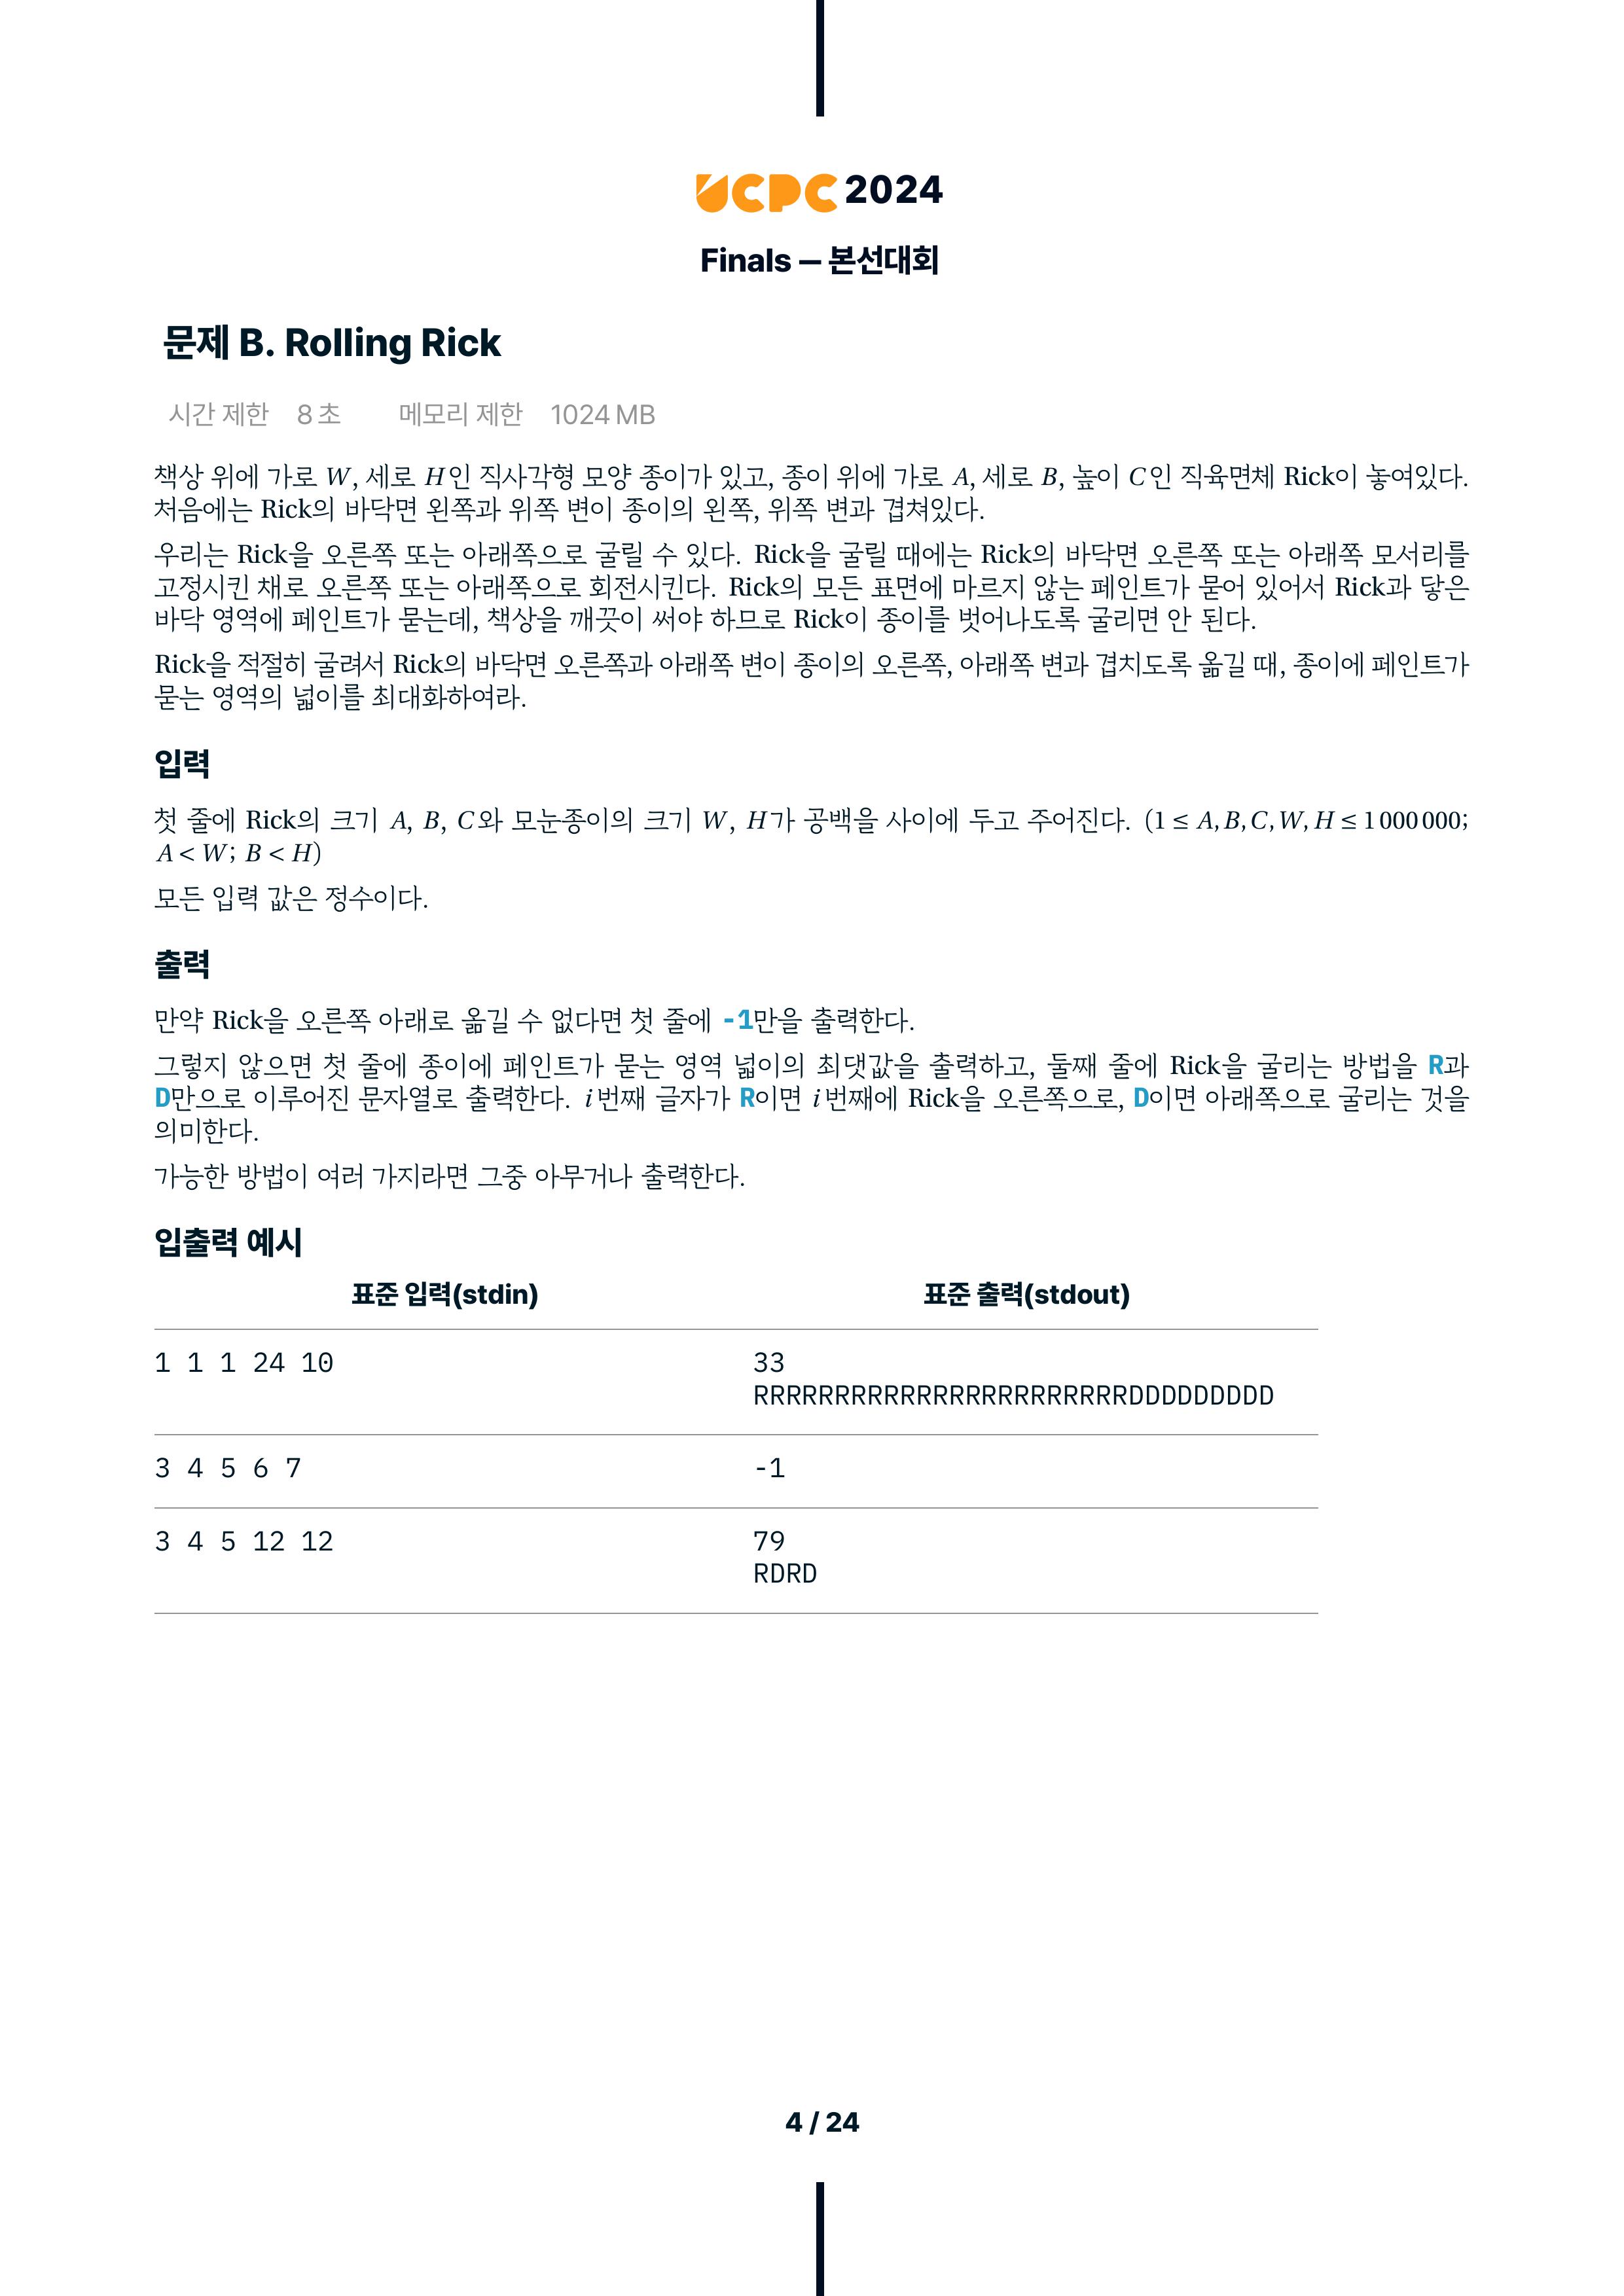 UCPC 2024
Finals — 본선대회
문제 B. Rolling Rick
시간 제한 8 초 메모리 제한 1024 MB
책상 위에 가로 W, 세로 H인 직사각형 모양 종이가 있고, 종이 위에 가로 A, 세로 B, 높이 C인 직육면체 Rick이 놓여있다.
처음에는 Rick의 바닥면 왼쪽과 위쪽 변이 종이의 왼쪽, 위쪽 변과 겹쳐있다.
우리는 Rick을 오른쪽 또는 아래쪽으로 굴릴 수 있다. Rick을 굴릴 때에는 Rick의 바닥면 오른쪽 또는 아래쪽 모서리를
고정시킨 채로 오른쪽 또는 아래쪽으로 회전시킨다. Rick의 모든 표면에 마르지 않는 페인트가 묻어 있어서 Rick과 닿은
바닥 영역에 페인트가 묻는데, 책상을 깨끗이 써야 하므로 Rick이 종이를 벗어나도록 굴리면 안 된다.
Rick을 적절히 굴려서 Rick의 바닥면 오른쪽과 아래쪽 변이 종이의 오른쪽, 아래쪽 변과 겹치도록 옮길 때, 종이에 페인트가
묻는 영역의 넓이를 최대화하여라.
입력
첫 줄에 Rick의 크기 A, B, C와 모눈종이의 크기 W, H가 공백을 사이에 두고 주어진다. (1 ≤ A,B,C,W,H ≤ 1 000 000;
A < W; B < H)
모든 입력 값은 정수이다.
출력
만약 Rick을 오른쪽 아래로 옮길 수 없다면 첫 줄에 -1만을 출력한다.
그렇지 않으면 첫 줄에 종이에 페인트가 묻는 영역 넓이의 최댓값을 출력하고, 둘째 줄에 Rick을 굴리는 방법을 R과
D만으로 이루어진 문자열로 출력한다. i번째 글자가 R이면 i번째에 Rick을 오른쪽으로, D이면 아래쪽으로 굴리는 것을
의미한다.
가능한 방법이 여러 가지라면 그중 아무거나 출력한다.
입출력 예시
표준 입력(stdin) 표준 출력(stdout)
1 1 1 24 10 33
RRRRRRRRRRRRRRRRRRRRRRRDDDDDDDDD
3 4 5 6 7 -1
3 4 5 12 12 79
RDRD
4 / 24